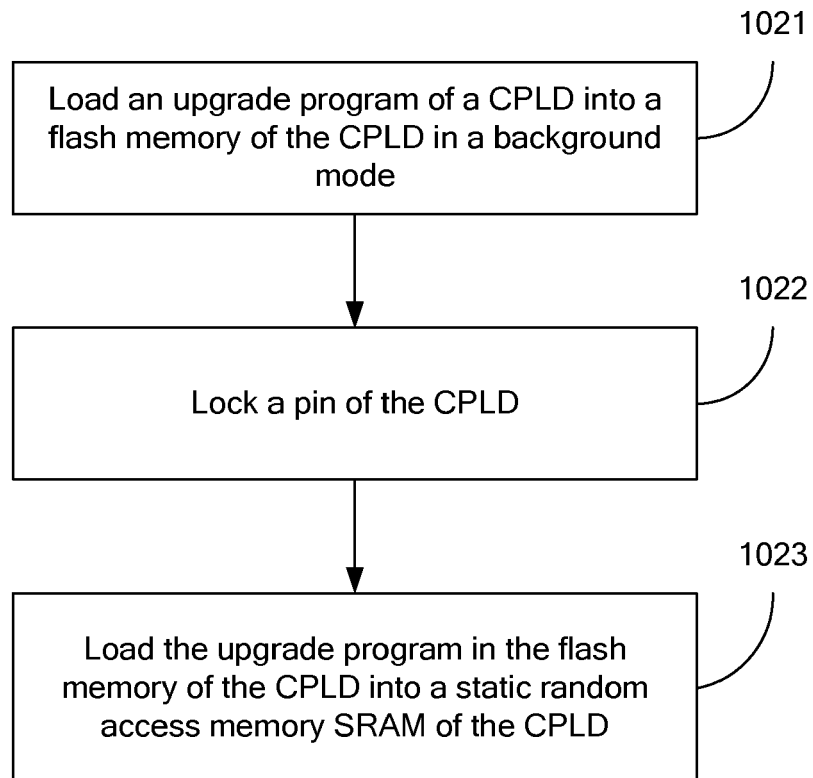 1021
Load an upgrade program of a CPLD into a
flash memory of the CPLD in a background
mode
1022
Lock a pin of the CPLD
1023
Load the upgrade program in the flash
memory of the CPLD into a static random
access memory SRAM of the CPLD